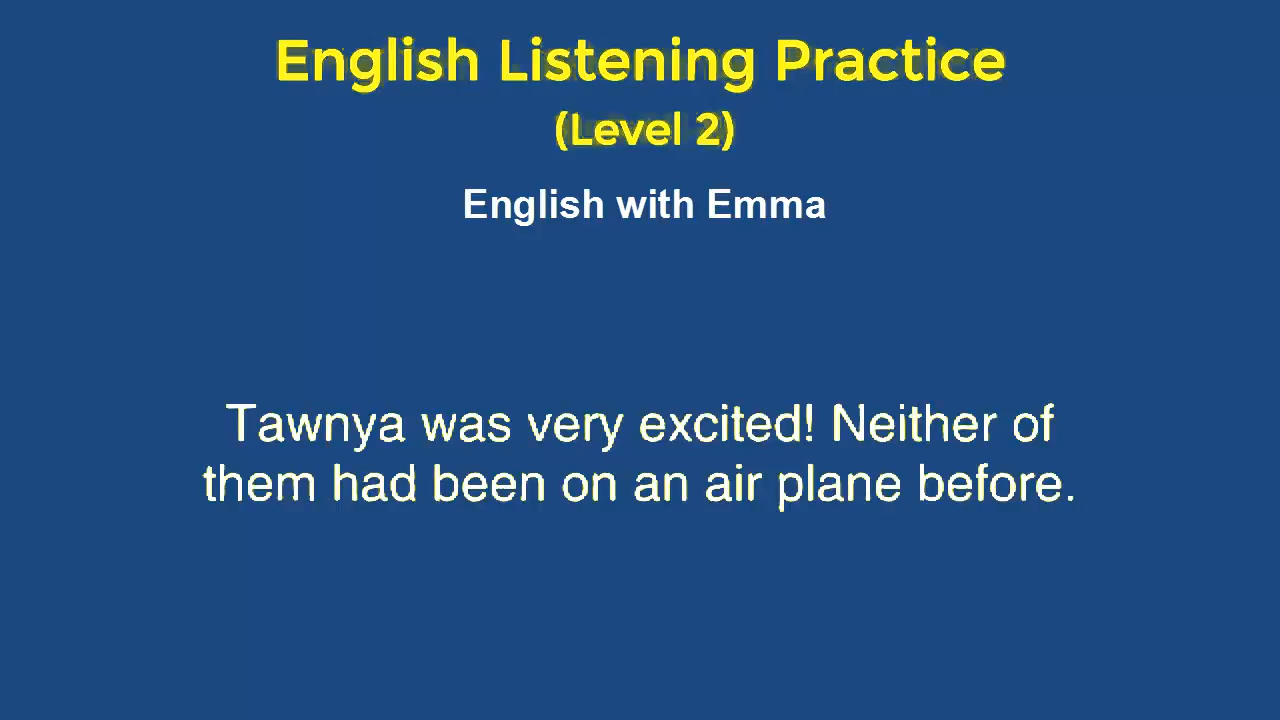 English Listening Practice
(Level 2)
English with Emma
Tawnya was very excited! Neither of
them had been on an air plane before.